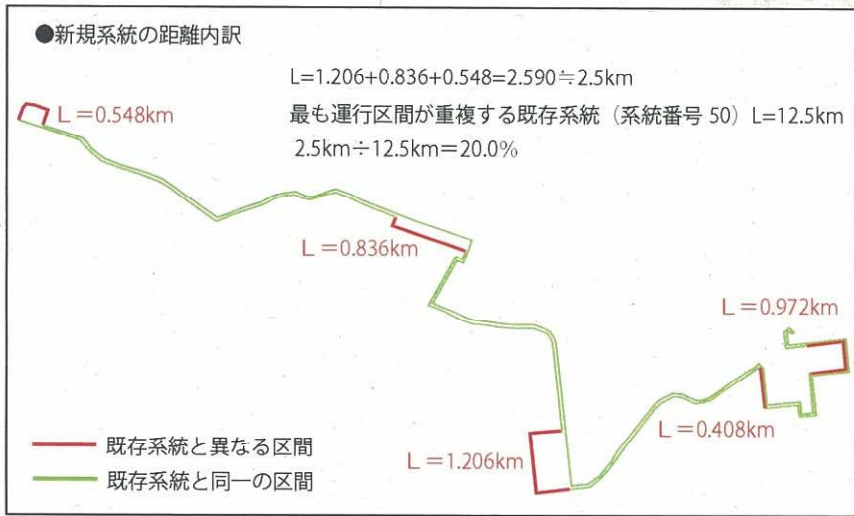 ●新規系統の距離内訳
L=1.206+0.836+0.548=2.590≒2.5km
最も運行区間が重複する既存系統（系統番号 50）L=12.5km
2.5km÷12.5km＝20.0%
L＝0.548km
L＝0.836km
L＝0.972km
L＝0.408km
L＝1.206km
既存系統と異なる区間
既存系統と同一の区間